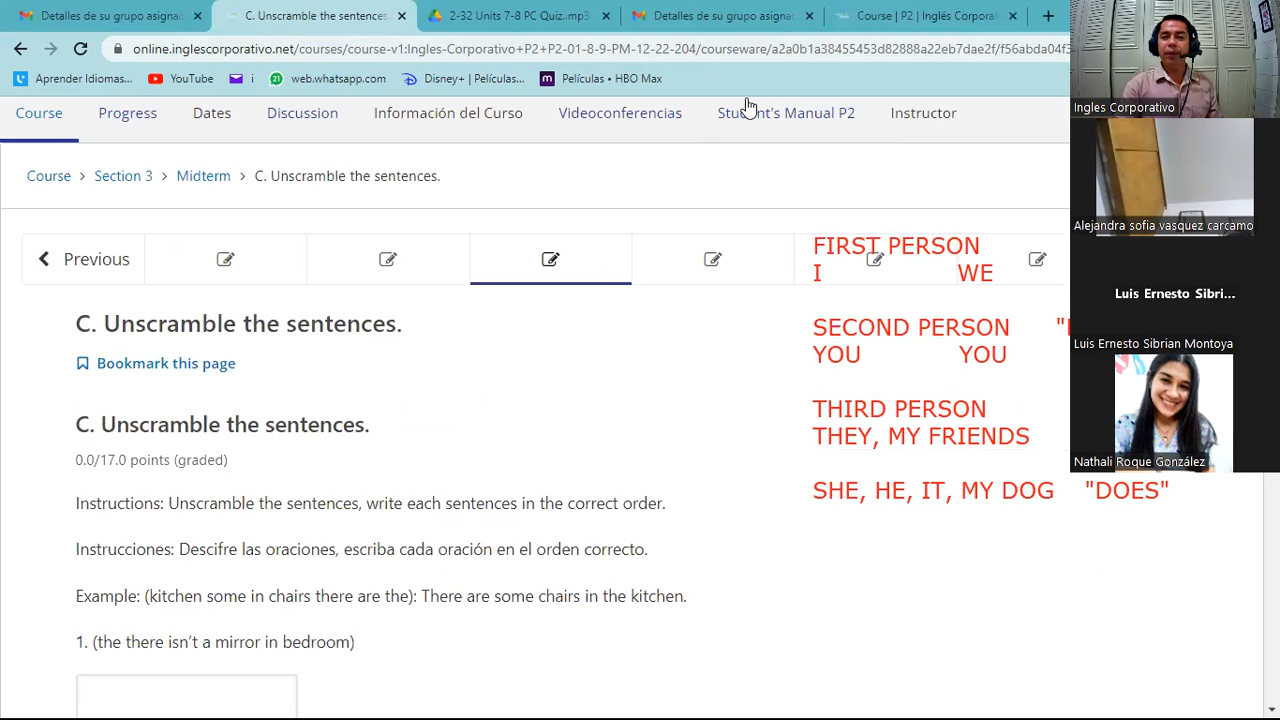 Detalles de su grupo asignad
C. Unscramble the sentences.
2-32 Units 7-8 PC Quiz.mp3
Detalles de su grupo asignac
Course | P2 | Inglés Corporat
online.inglescorporativo.net/courses/course-v1:Ingles-Corporativo+P2+P2-01-8-9-PM-12-22-204/courseware/a2a0b1a38455453d82b86a22eb7dae2f/f56abda04f3
Aprender Idiomas...
YouTube
i
web.whatsapp.com
Disney+ | Películas...
Películas · HBO Max
Course
Progress
Dates
Discussion
Información del Curso
Videoconferencias
Student's Manual P2
Instructor
Course > Section 3 > Midterm > C. Unscramble the sentences.
Previous
C. Unscramble the sentences.
Bookmark this page
C. Unscramble the sentences.
0.0/17.0 points (graded)
Instructions: Unscramble the sentences, write each sentences in the correct order.
Instrucciones: Descifre las oraciones, escriba cada oración en el orden correcto.
Example: (kitchen some in chairs there are the): There are some chairs in the kitchen.
1. (the there isn't a mirror in bedroom)
FIRST PERSON
I WE
SECOND PERSON
YOU YOU
THIRD PERSON
THEY, MY FRIENDS
SHE, HE, IT, MY DOG "DOES"
Ingles Corporativo
Alejandra sofia vasquez carcamo
Luis Ernesto Sibri...
Luis Ernesto Sibrian Montoya
Nathali Roque González